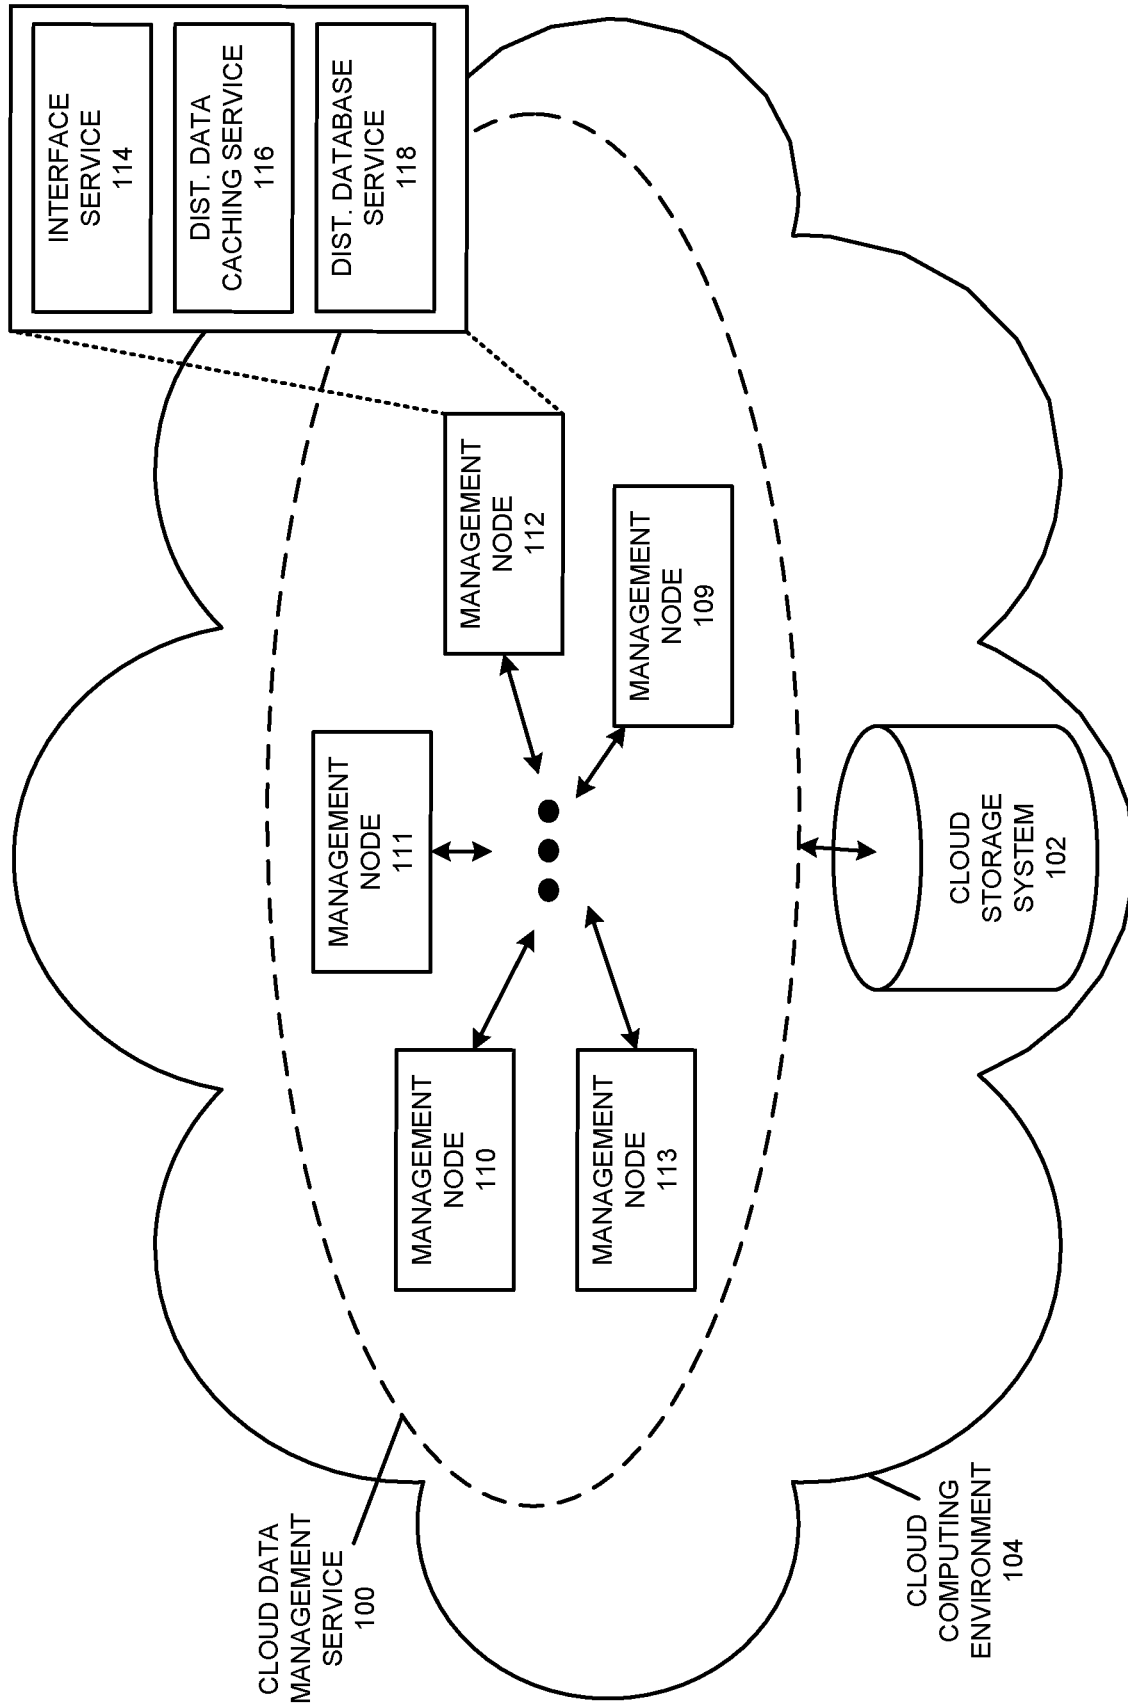 INTERFACE
SERVICE
114
DIST. DATA
CACHING SERVICE
116
DIST. DATABASE
SERVICE
118
MANAGEMENT
NODE
111
MANAGEMENT
NODE
110
MANAGEMENT
NODE
112
MANAGEMENT
NODE
113
MANAGEMENT
NODE
109
CLOUD DATA
MANAGEMENT
SERVICE
100
CLOUD
STORAGE
SYSTEM
102
CLOUD
COMPUTING
ENVIRONMENT
104